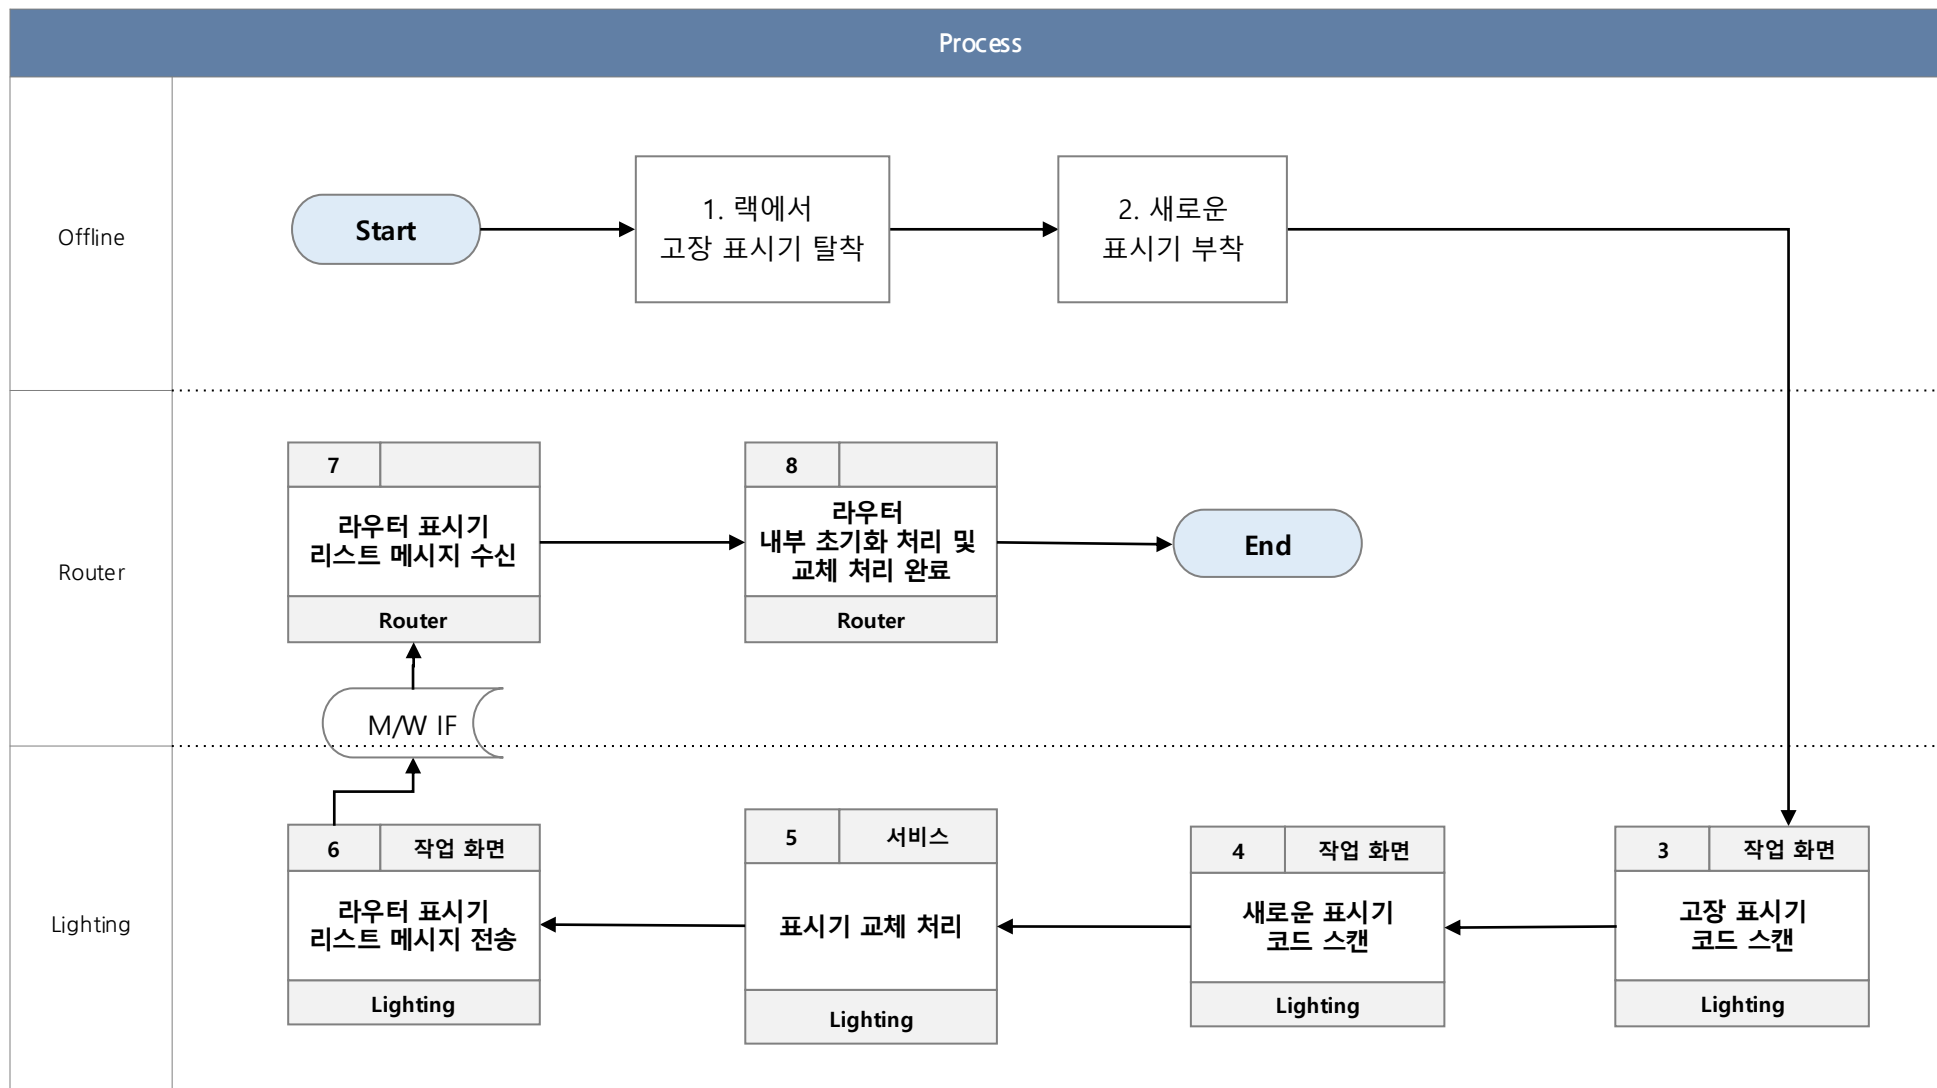 Process
Offline
Start
1. 랙에서
고장 표시기 탈착
2. 새로운
표시기 부착
Router
7
라우터 표시기
리스트 메시지 수신
Router
8
라우터
내부 초기화 처리 및
교체 처리 완료
Router
End
M/W IF
Lighting
6
작업 화면
라우터 표시기
리스트 메시지 전송
Lighting
5
서비스
표시기 교체 처리
Lighting
4
작업 화면
새로운 표시기
코드 스캔
Lighting
3
작업 화면
고장 표시기
코드 스캔
Lighting